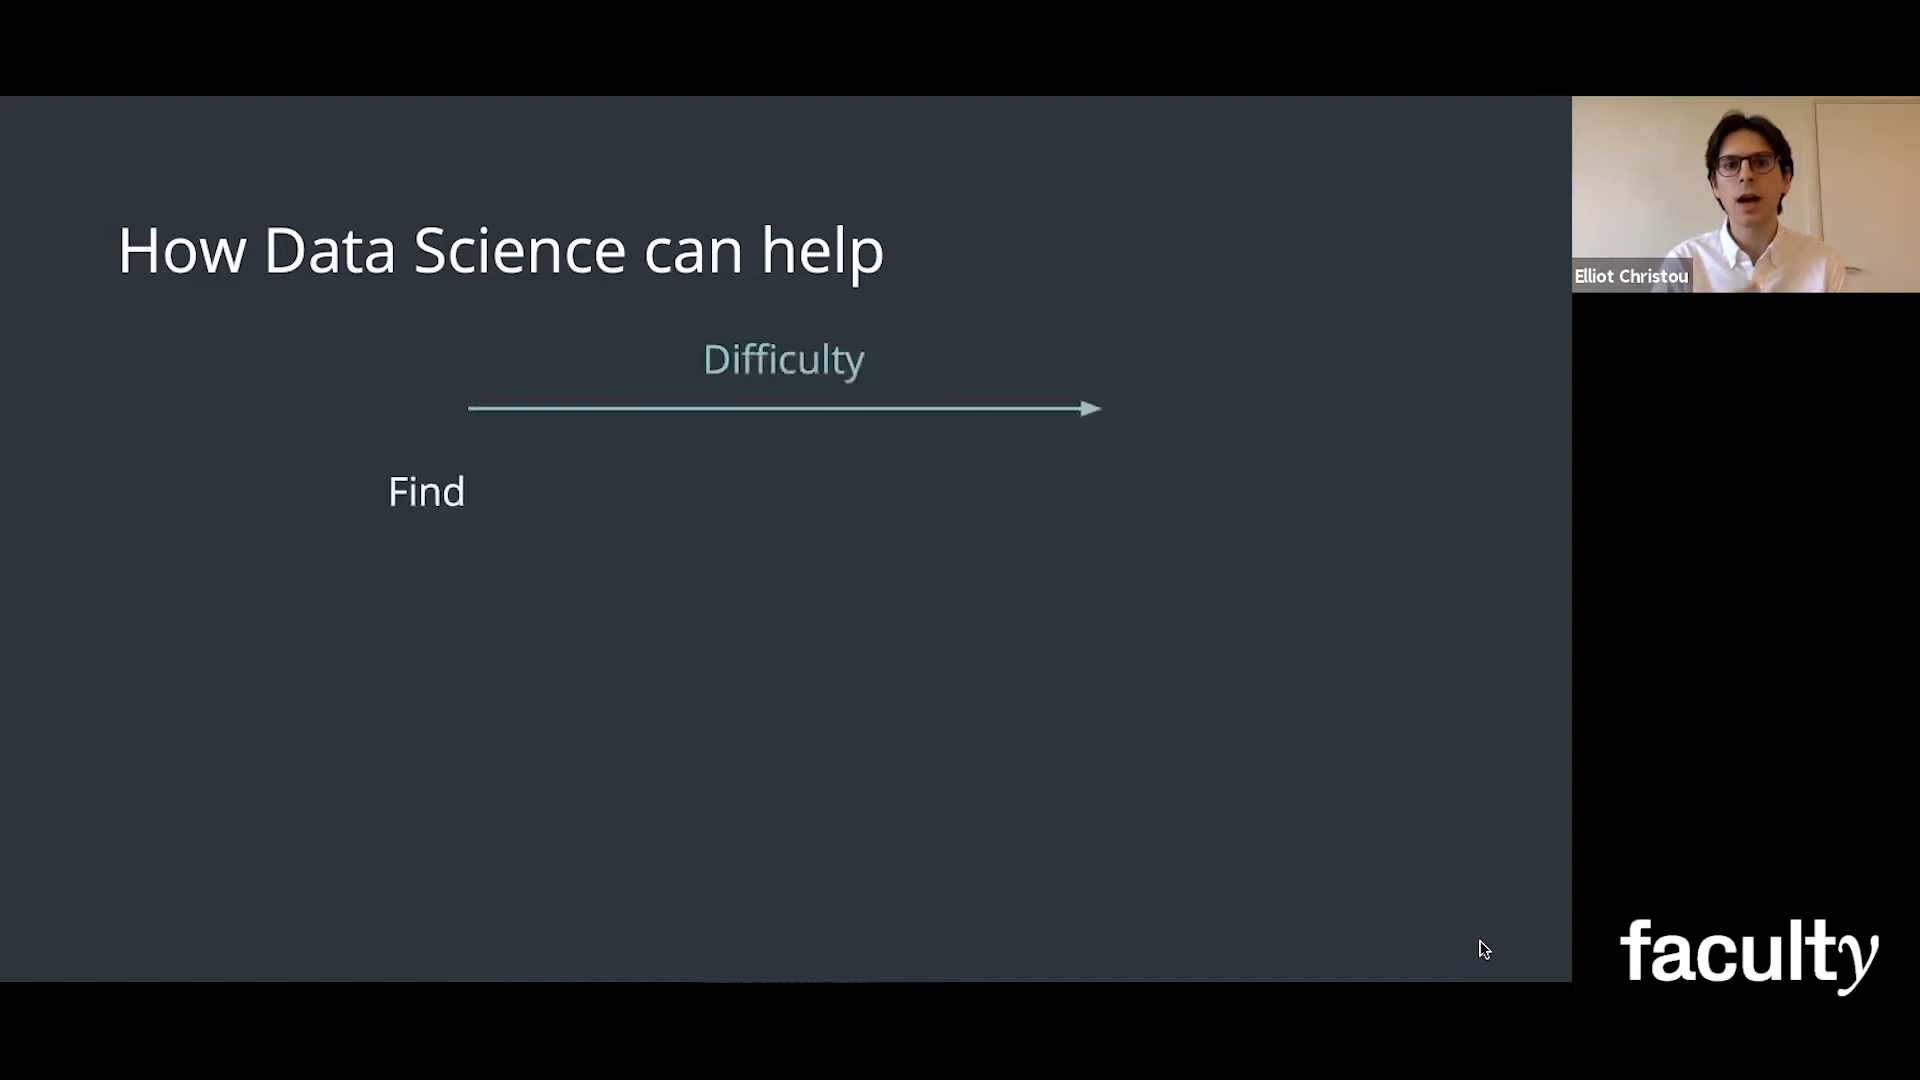 How Data Science can help
Difficulty
Find
Elliot Christou
faculty